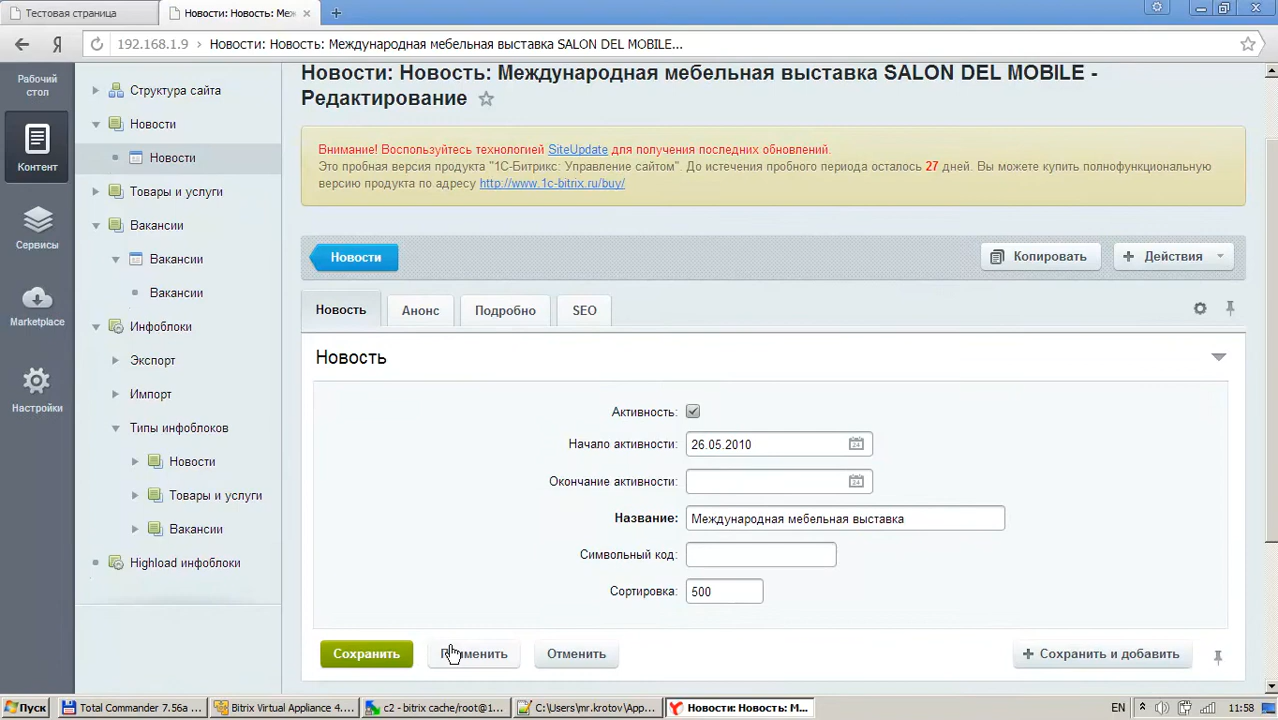 Тестовая страница
Новости: Новость: Меж
192.168.1.9 › Новости: Новость: Международная мебельная выставка SALON DEL MOBILE...
Рабочий стол
Контент
Сервисы
Marketplace
Настройки
Структура сайта
Новости
Новости
Товары и услуги
Вакансии
Вакансии
Вакансии
Инфоблоки
Экспорт
Импорт
Типы инфоблоков
Новости
Товары и услуги
Вакансии
Highload инфоблоки
Новости: Новость: Международная мебельная выставка SALON DEL MOBILE -
Редактирование
Внимание! Воспользуйтесь технологией SiteUpdate для получения последних обновлений.
Это пробная версия продукта "1С-Битрикс: Управление сайтом". До истечения пробного периода осталось 27 дней. Вы можете купить полнофункциональную
версию продукта по адресу http://www.1c-bitrix.ru/buy/
Новости
Копировать
Действия
Новость
Анонс
Подробно
SEO
Новость
Активность:
Начало активности: 26.05.2010
Окончание активности:
Название: Международная мебельная выставка
Символьный код:
Сортировка: 500
Сохранить
Отменить
Сохранить и добавить
Пуск
Total Commander 7.56a ...
Bitrix Virtual Appliance 4....
c2 - bitrix cache/root@1...
C:\Users\mr.krotov\App...
Новости: Новость: М...
EN
11:58